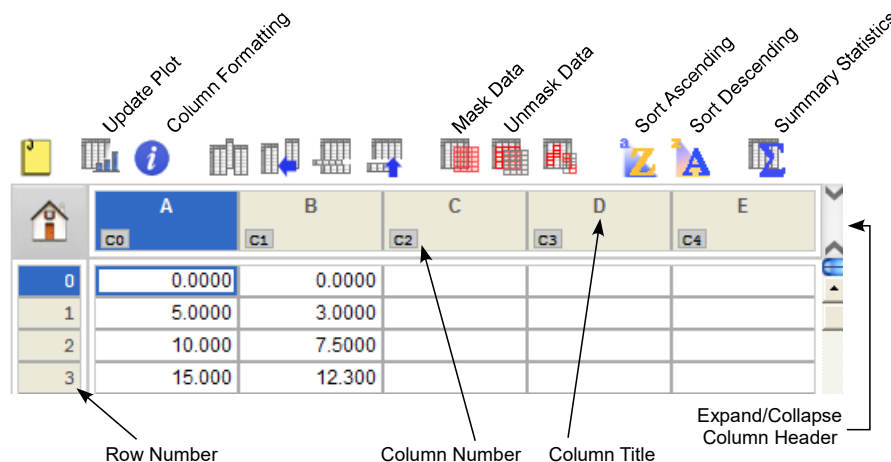 Update Plot
Column Formatting
Mask Data
Unmask Data
Sort Ascending
Sort Descending
Summary Statistics
i
a
Z
z
A
Σ
A B C D E
C0 C1 C2 C3 C4
0 0.0000 0.0000
1 5.0000 3.0000
2 10.000 7.5000
3 15.000 12.300
Expand/Collapse
Column Header
Row Number
Column Number
Column Title